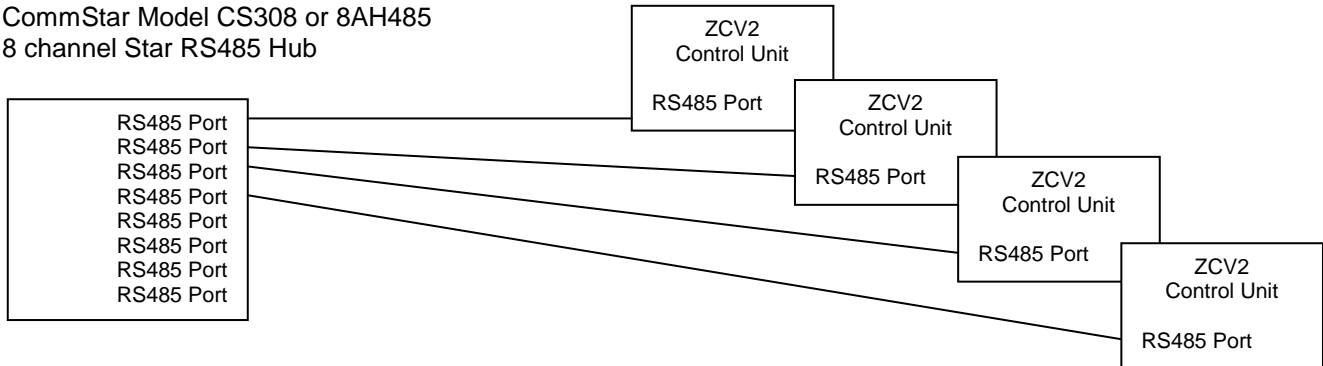 CommStar Model CS308 or 8AH485
8 channel Star RS485 Hub
RS485 Port
RS485 Port
RS485 Port
RS485 Port
RS485 Port
RS485 Port
RS485 Port
RS485 Port
ZCV2
Control Unit
RS485 Port
ZCV2
Control Unit
RS485 Port
ZCV2
Control Unit
RS485 Port
ZCV2
Control Unit
RS485 Port